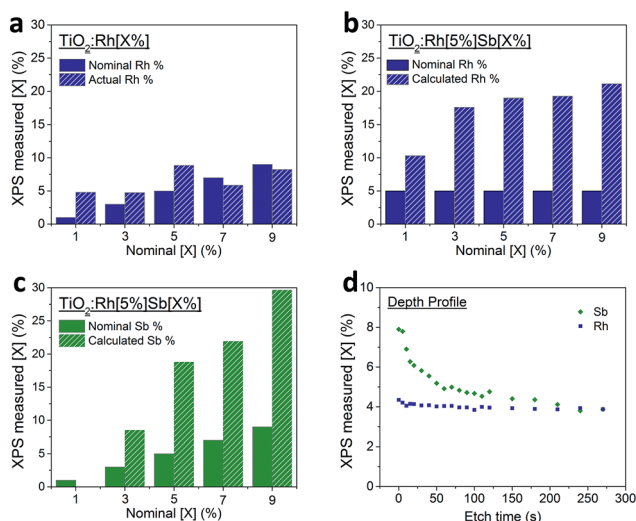 a
TiO2:Rh[X%]
Nominal Rh %
Actual Rh %
XPS measured [X] (%)
30
25
20
15
10
5
0
1 3 5 7 9
Nominal [X] (%)
b
TiO2:Rh[5%]Sb[X%]
Nominal Rh %
Calculated Rh %
XPS measured [X] (%)
30
25
20
15
10
5
0
1 3 5 7 9
Nominal [X] (%)
c
TiO2:Rh[5%]Sb[X%]
Nominal Sb %
Calculated Sb %
XPS measured [X] (%)
30
25
20
15
10
5
0
1 3 5 7 9
Nominal [X] (%)
d
Depth Profile
Sb
Rh
XPS measured [X] (%)
10
8
6
4
2
0
0 50 100 150 200 250 300
Etch time (s)